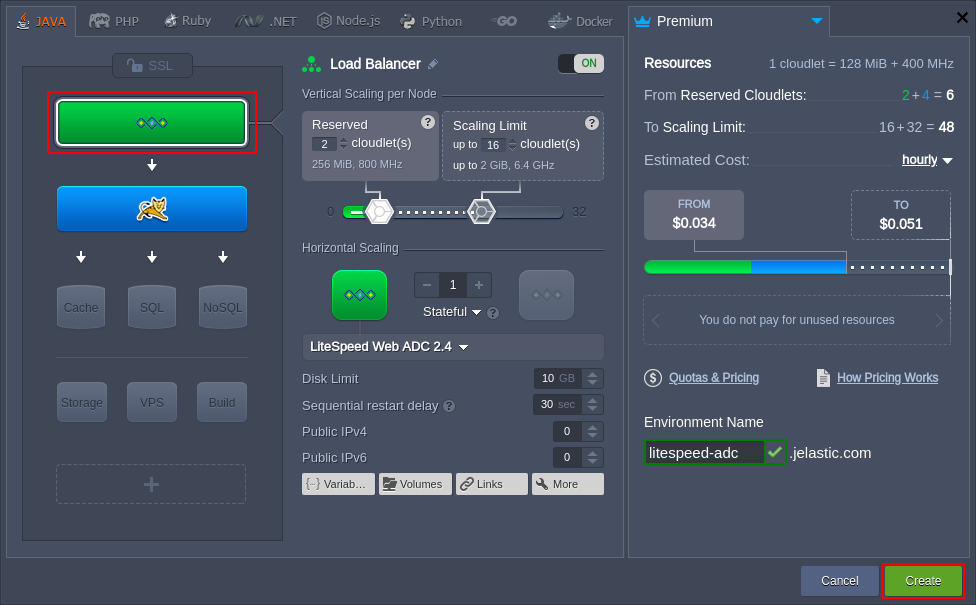 JAVA
PHP
Ruby
.NET
Node.js
Python
GO
Docker
SSL
Cache
SQL
NoSQL
Storage
VPS
Build
+
Load Balancer
ON
Vertical Scaling per Node
Reserved ?
2 cloudlet(s)
256 MiB, 800 MHz
Scaling Limit ?
up to 16 cloudlet(s)
up to 2 GiB, 6.4 GHz
0
32
Horizontal Scaling
− 1 +
Stateful ?
LiteSpeed Web ADC 2.4
Disk Limit 10 GB
Sequential restart delay ? 30 sec
Public IPv4 0
Public IPv6 0
Variab...
Volumes
Links
More
Premium
Resources 1 cloudlet = 128 MiB + 400 MHz
From Reserved Cloudlets: 2 + 4 = 6
To Scaling Limit: 16 + 32 = 48
Estimated Cost: hourly
FROM
$0.034
TO
$0.051
You do not pay for unused resources
$ Quotas & Pricing
How Pricing Works
Environment Name
litespeed-adc .jelastic.com
Cancel
Create